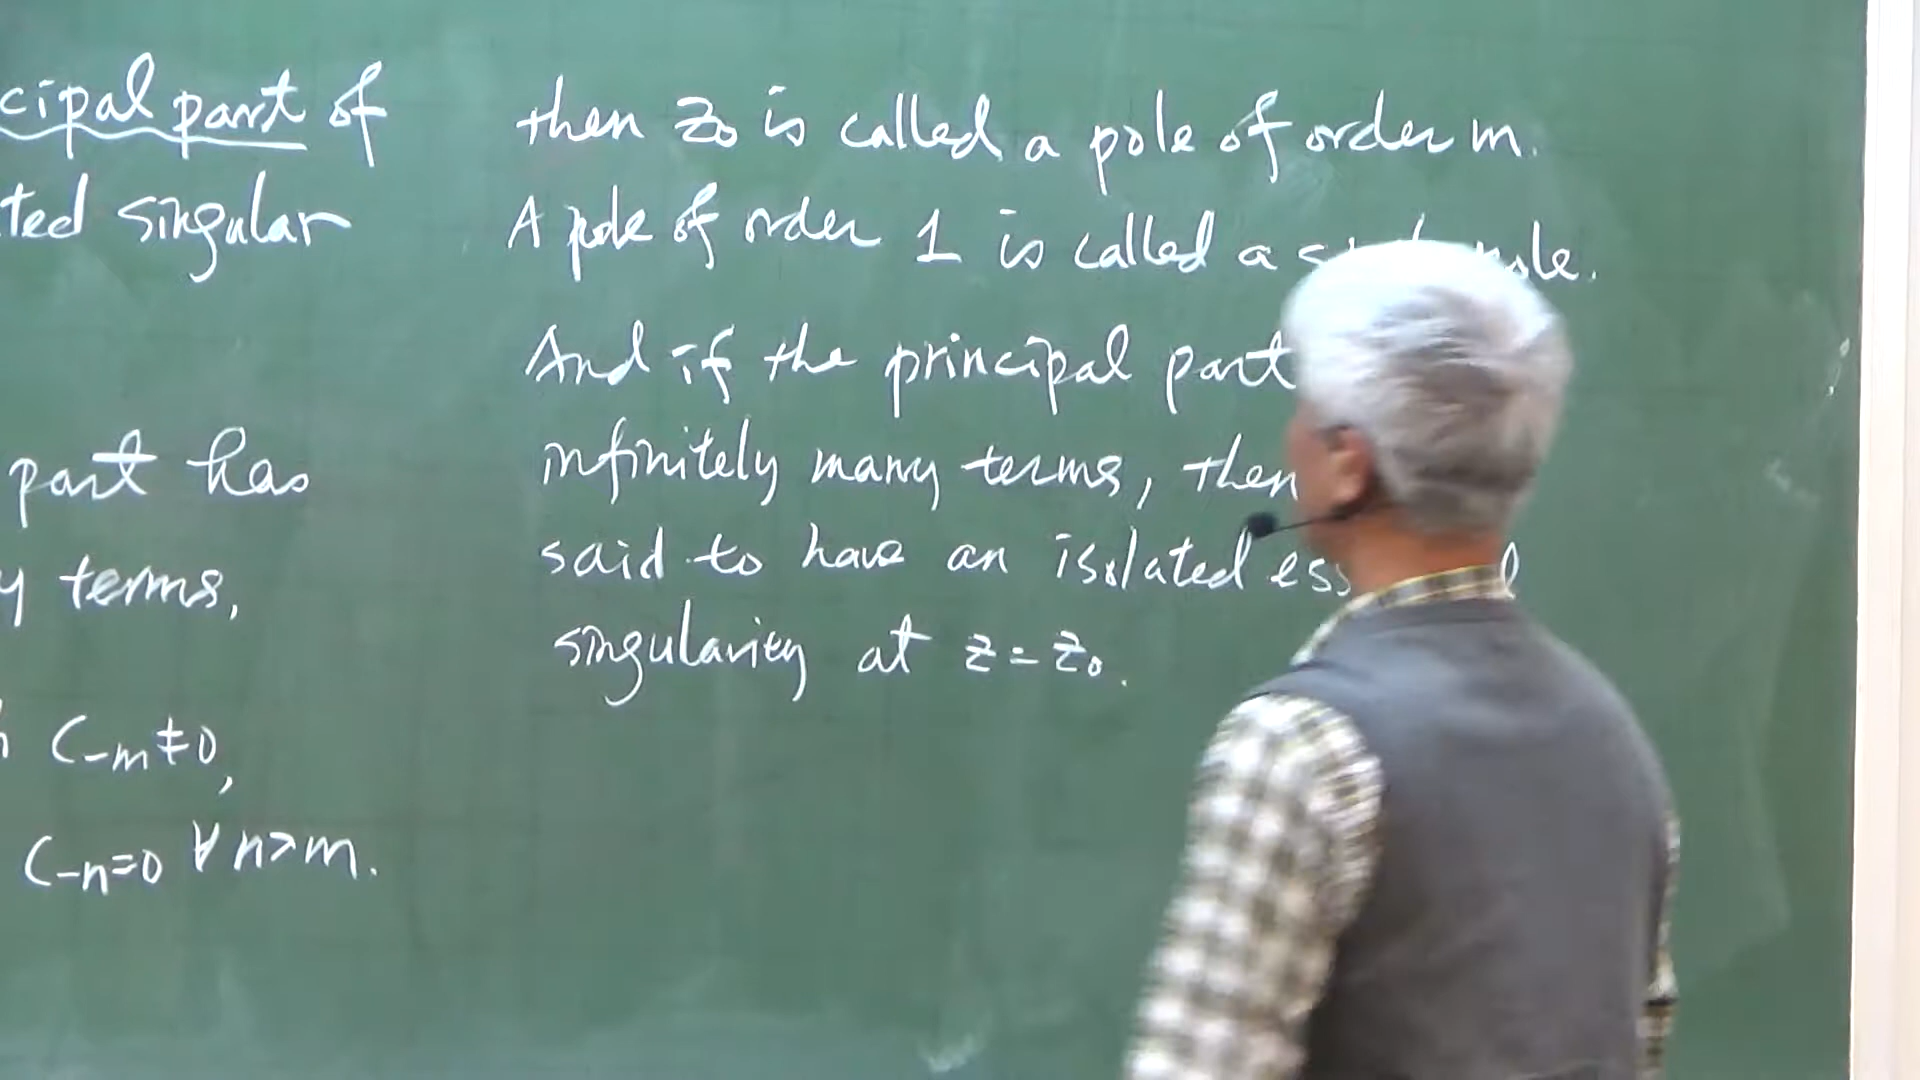 cipal part of
ted singular
part has
y terms,
C-m≠0,
C-n=0 ∀ n>m.
then z₀ is called a pole of order m.
A pole of order 1 is called a
And if the principal part
infinitely many terms, then
said to have an isolated
singularity at z=z₀.